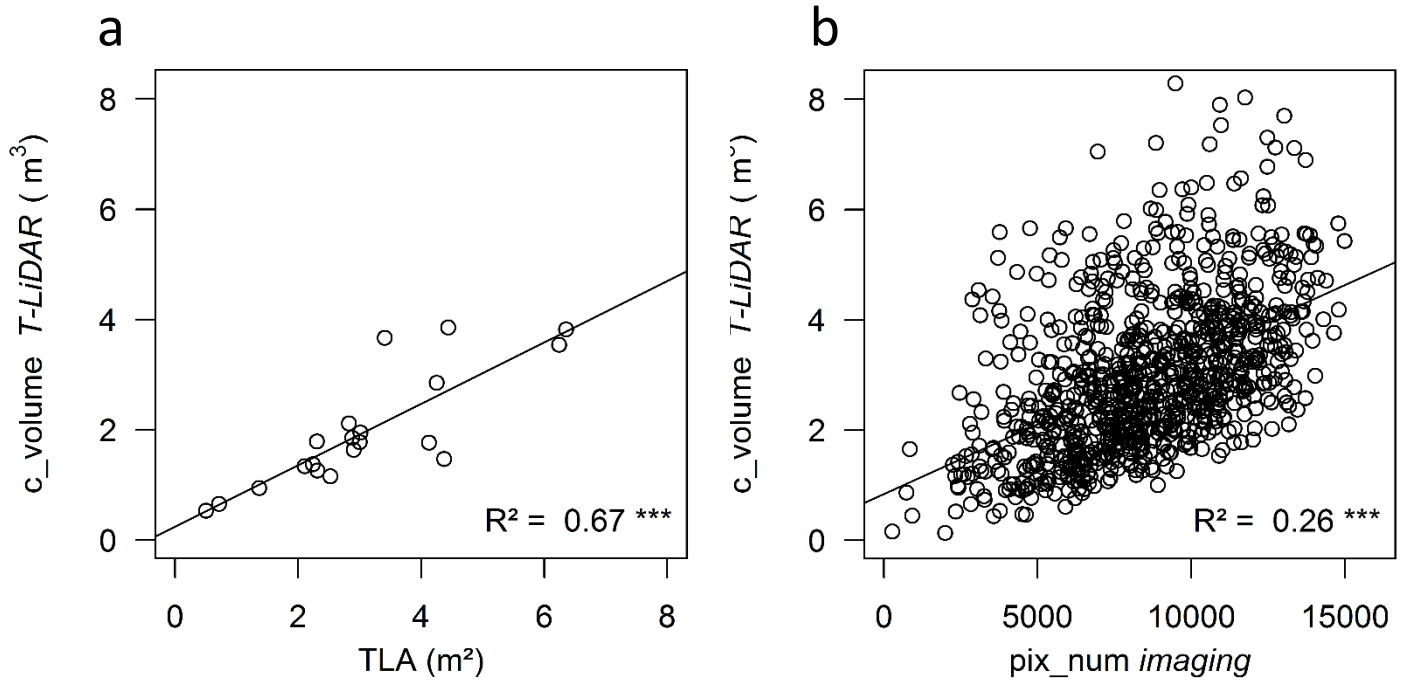 a
c_volume T-LiDAR ( m³)
8
6
4
2
0
R² = 0.67 ***
0 2 4 6 8
TLA (m²)
b
c_volume T-LiDAR
8
6
4
2
0
R² = 0.26 ***
0 5000 10000 15000
pix_num imaging